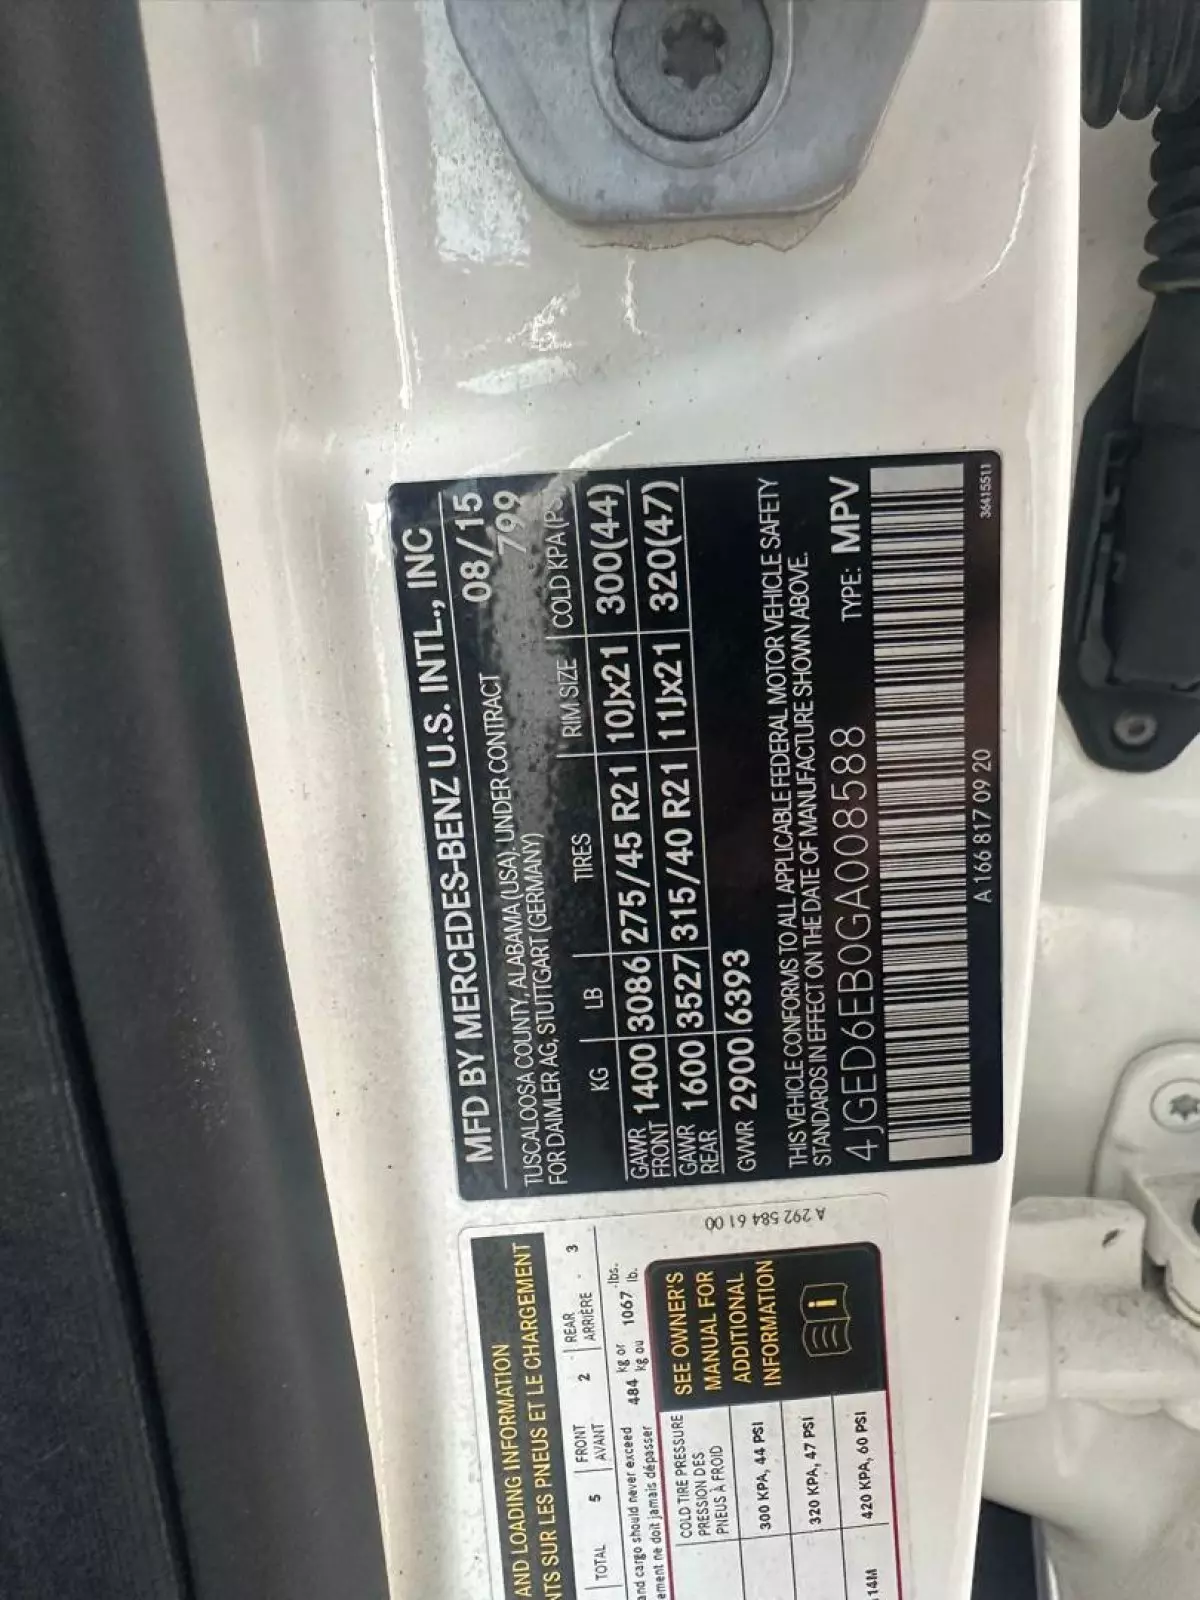 MFD BY MERCEDES-BENZ U.S. INTL., INC
TUSCALOOSA COUNTY, ALABAMA (USA), UNDER CONTRACT 08/15
FOR DAIMLER AG, STUTTGART (GERMANY) 799
KG LB TIRES RIM SIZE COLD KPA
GAWR FRONT 1400 3086 275/45 R21 10Jx21 300(44)
GAWR REAR 1600 3527 315/40 R21 11Jx21 320(47)
GVWR 2900 6393
THIS VEHICLE CONFORMS TO ALL APPLICABLE FEDERAL MOTOR VEHICLE SAFETY
STANDARDS IN EFFECT ON THE DATE OF MANUFACTURE SHOWN ABOVE.
4JGED6EB0GA008588 TYPE: MPV
A 166 817 09 20 36415511
A 292 584 61 00
AND LOADING INFORMATION
SUR LES PNEUS ET LE CHARGEMENT
TOTAL 5 FRONT AVANT 2 REAR ARRIÈRE 3
and cargo should never exceed 484 kg or 1067 lbs.
ne doit jamais dépasser kg ou lb.
COLD TIRE PRESSURE
PRESSION DES
PNEUS À FROID
300 KPA, 44 PSI
320 KPA, 47 PSI
420 KPA, 60 PSI
SEE OWNER'S
MANUAL FOR
ADDITIONAL
INFORMATION
i